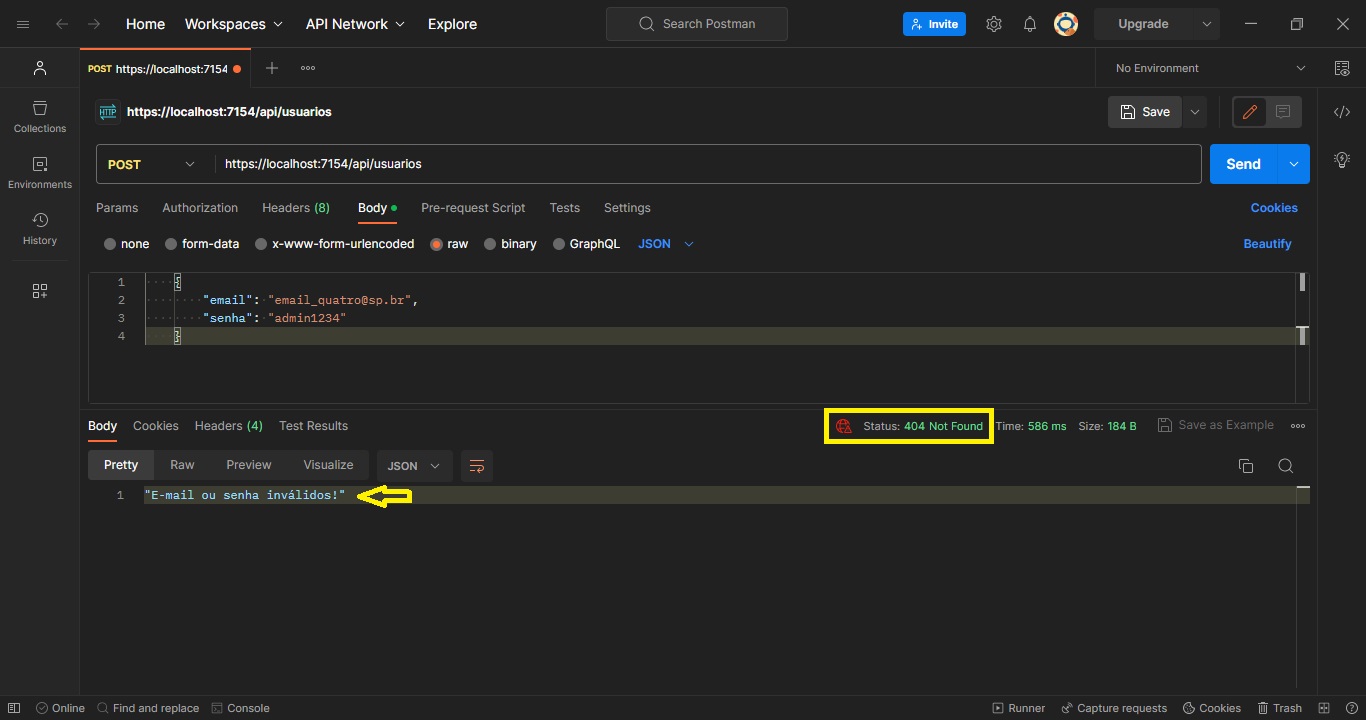 Home Workspaces API Network Explore Search Postman Invite Upgrade
POST https://localhost:7154 No Environment
HTTP https://localhost:7154/api/usuarios Save
Collections
POST https://localhost:7154/api/usuarios Send
Environments
Params Authorization Headers (8) Body Pre-request Script Tests Settings Cookies
History
none form-data x-www-form-urlencoded raw binary GraphQL JSON Beautify
1 {
2 "email": "email_quatro@sp.br",
3 "senha": "admin1234"
4 }
Body Cookies Headers (4) Test Results Status: 404 Not Found Time: 586 ms Size: 184 B Save as Example
Pretty Raw Preview Visualize JSON
1 "E-mail ou senha inválidos!"
Online Find and replace Console Runner Capture requests Cookies Trash